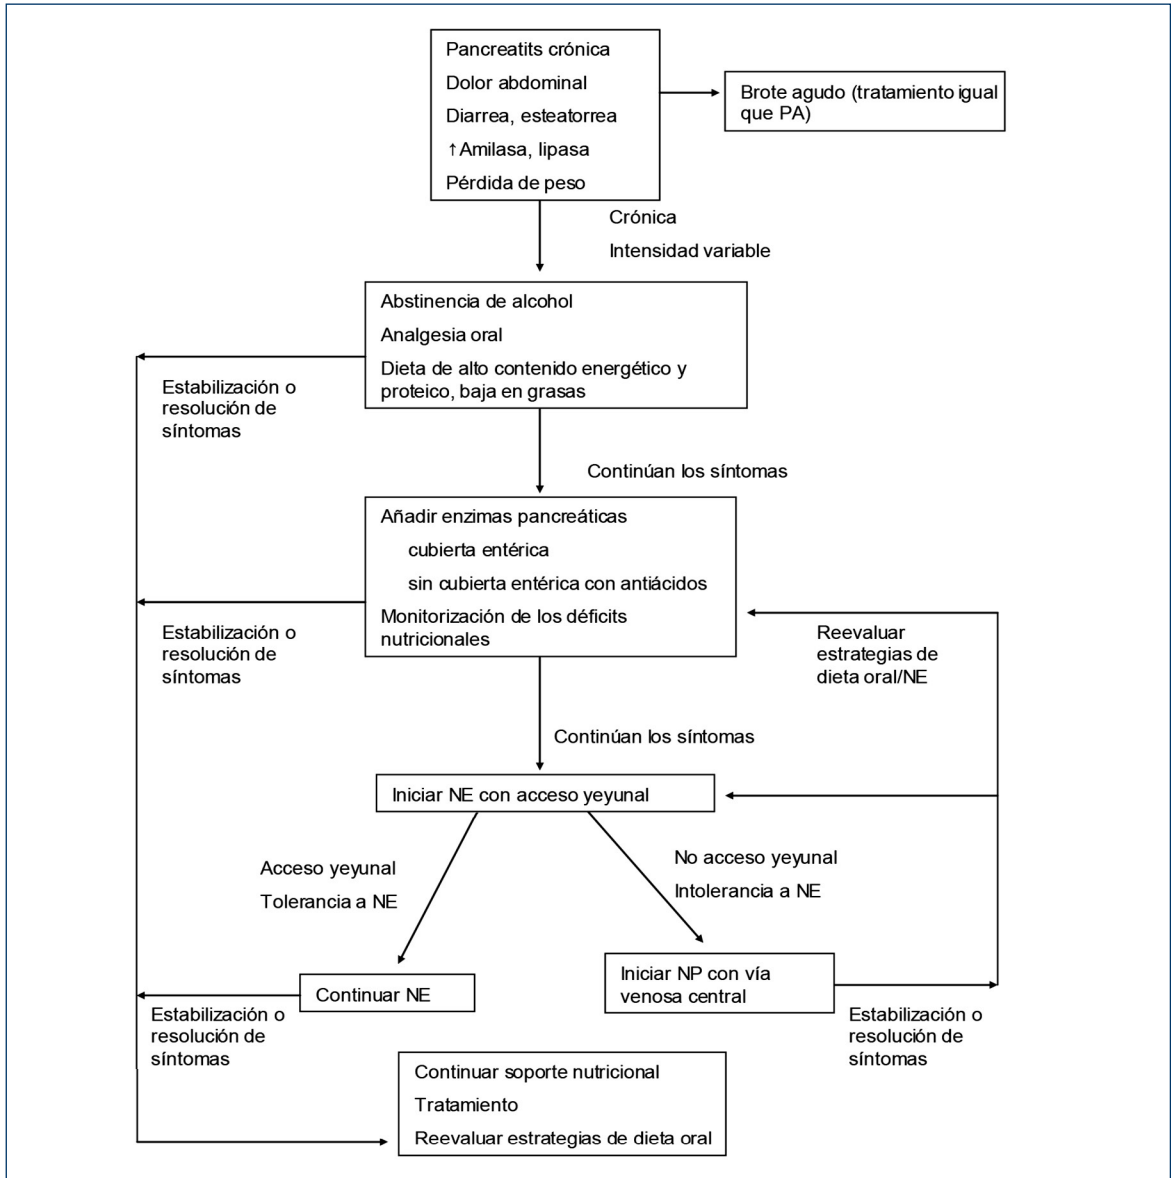 Pancreatits crónica
Dolor abdominal
Diarrea, esteatorrea
↑Amilasa, lipasa
Pérdida de peso
Brote agudo (tratamiento igual
que PA)
Crónica
Intensidad variable
Abstinencia de alcohol
Analgesia oral
Dieta de alto contenido energético y
proteico, baja en grasas
Estabilización o
resolución de
síntomas
Continúan los síntomas
Añadir enzimas pancreáticas
cubierta entérica
sin cubierta entérica con antiácidos
Monitorización de los déficits
nutricionales
Estabilización o
resolución de
síntomas
Reevaluar
estrategias de
dieta oral/NE
Continúan los síntomas
Iniciar NE con acceso yeyunal
Acceso yeyunal
Tolerancia a NE
No acceso yeyunal
Intolerancia a NE
Continuar NE
Iniciar NP con vía
venosa central
Estabilización o
resolución de
síntomas
Estabilización o
resolución de
síntomas
Continuar soporte nutricional
Tratamiento
Reevaluar estrategias de dieta oral